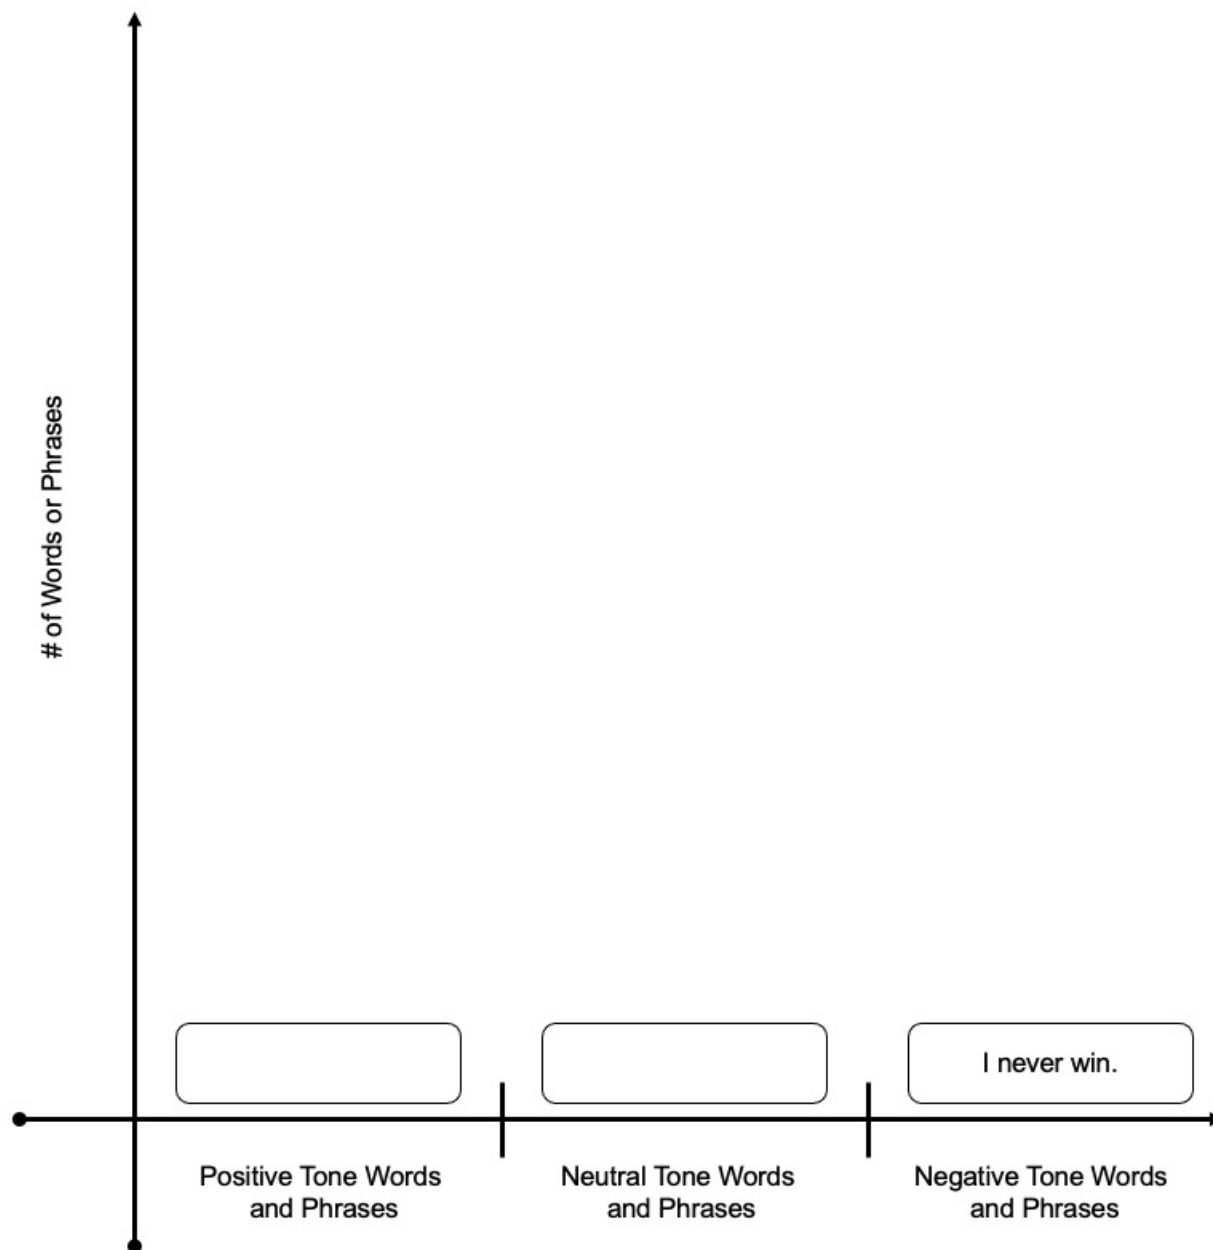 # of Words or Phrases
I never win.
Positive Tone Words
and Phrases
Neutral Tone Words
and Phrases
Negative Tone Words
and Phrases